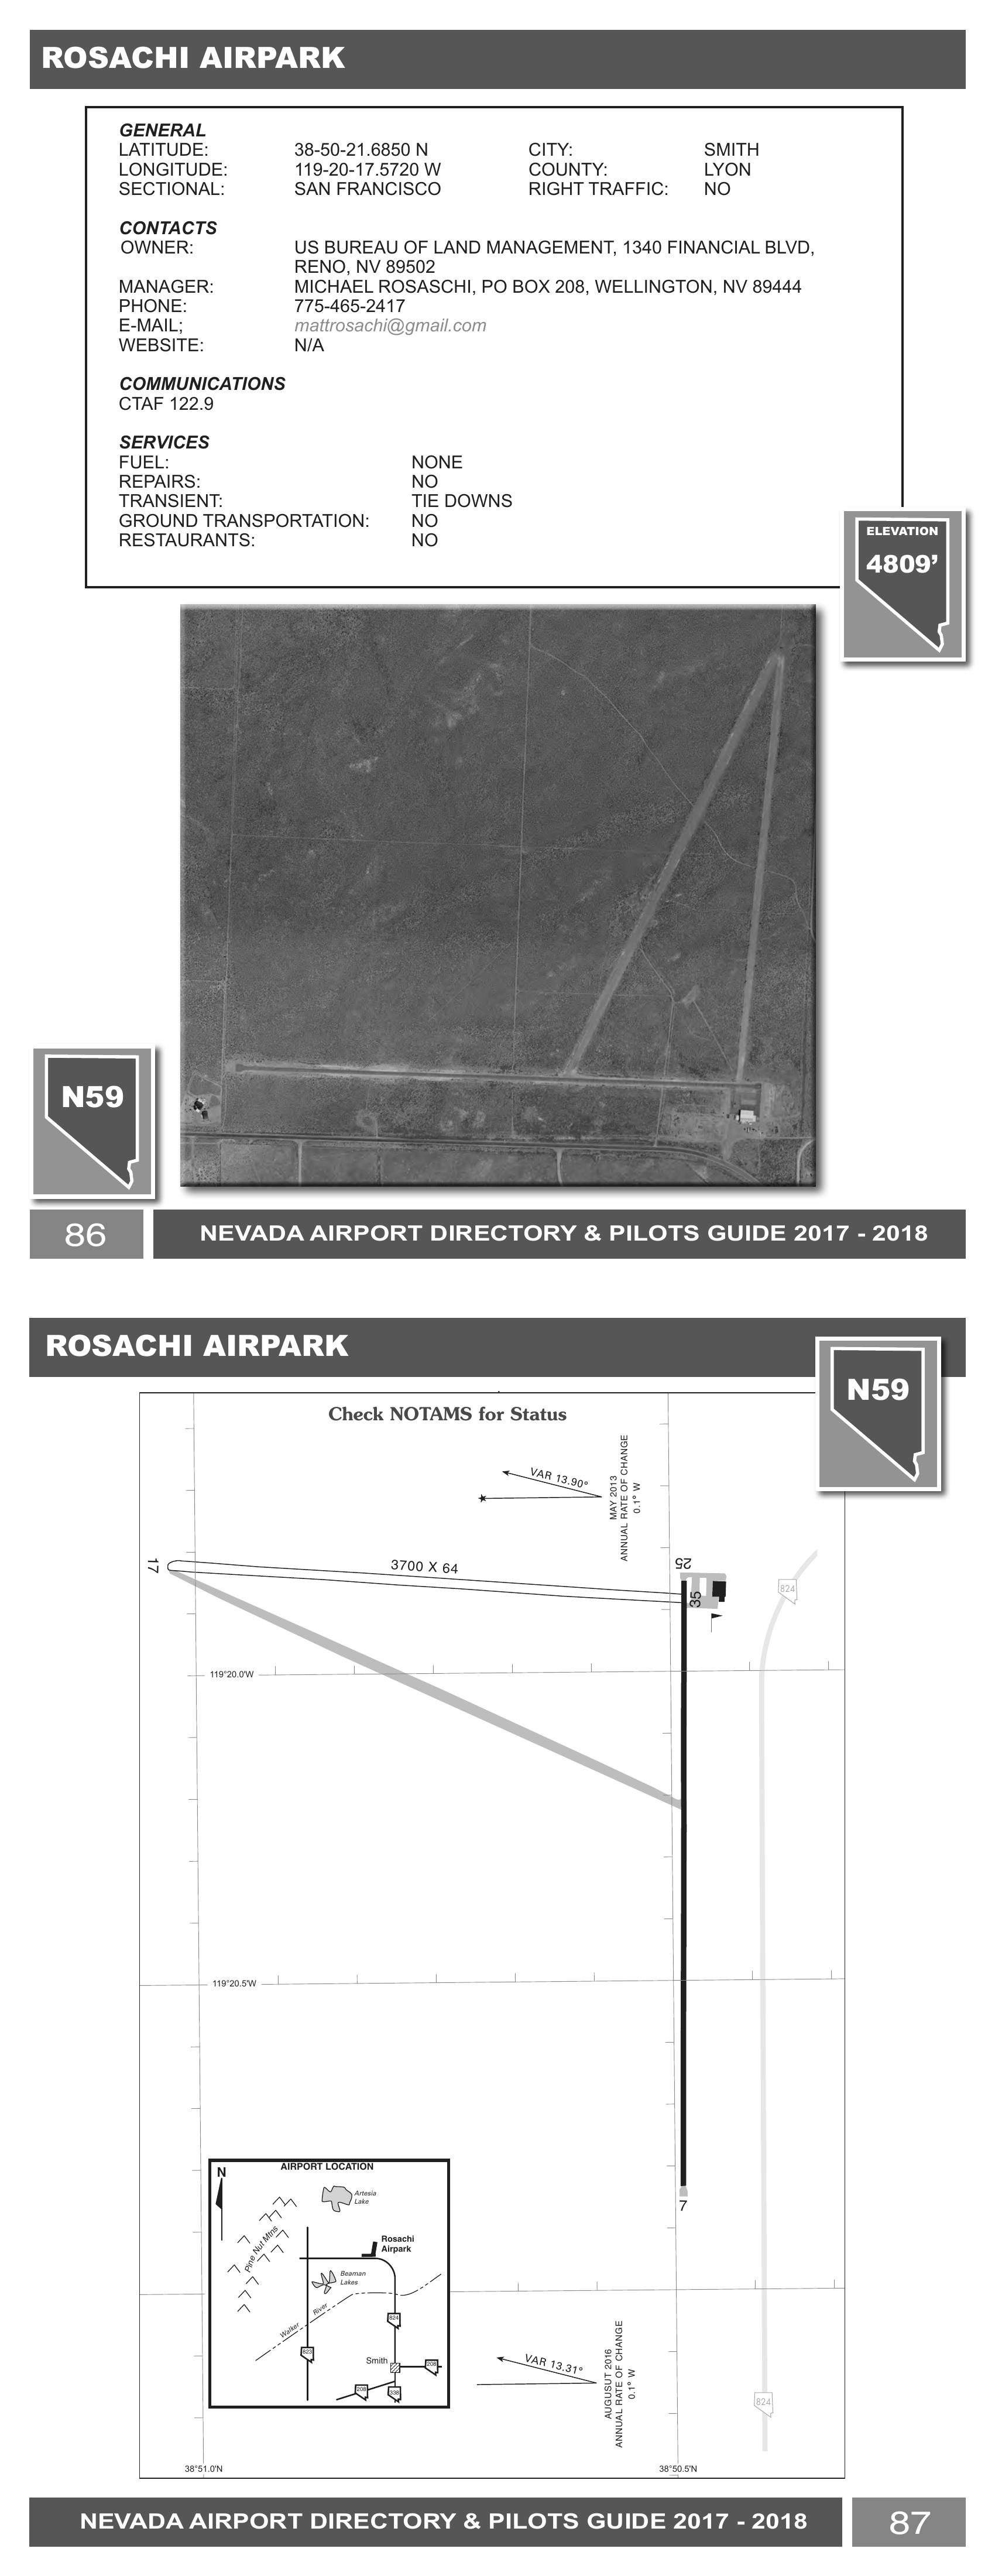 ROSACHI AIRPARK
GENERAL
LATITUDE: 38-50-21.6850 N CITY: SMITH
LONGITUDE: 119-20-17.5720 W COUNTY: LYON
SECTIONAL: SAN FRANCISCO RIGHT TRAFFIC: NO
CONTACTS
OWNER: US BUREAU OF LAND MANAGEMENT, 1340 FINANCIAL BLVD,
RENO, NV 89502
MANAGER: MICHAEL ROSASCHI, PO BOX 208, WELLINGTON, NV 89444
PHONE: 775-465-2417
E-MAIL; mattrosachi@gmail.com
WEBSITE: N/A
COMMUNICATIONS
CTAF 122.9
SERVICES
FUEL: NONE
REPAIRS: NO
TRANSIENT: TIE DOWNS
GROUND TRANSPORTATION: NO
RESTAURANTS: NO
ELEVATION
4809’
N59
86
NEVADA AIRPORT DIRECTORY & PILOTS GUIDE 2017 - 2018
ROSACHI AIRPARK
N59
Check NOTAMS for Status
VAR 13.90°
MAY 2013
ANNUAL RATE OF CHANGE
0.1° W
17
3700 X 64
25
35
824
119°20.0'W
119°20.5'W
7
AIRPORT LOCATION
N
Artesia
Lake
Pine Nut Mtns
Rosachi
Airpark
Beaman
Lakes
Walker River
824
823
Smith
208
208
338
VAR 13.31°
AUGUSUT 2016
ANNUAL RATE OF CHANGE
0.1° W
824
38°51.0'N
38°50.5'N
NEVADA AIRPORT DIRECTORY & PILOTS GUIDE 2017 - 2018
87